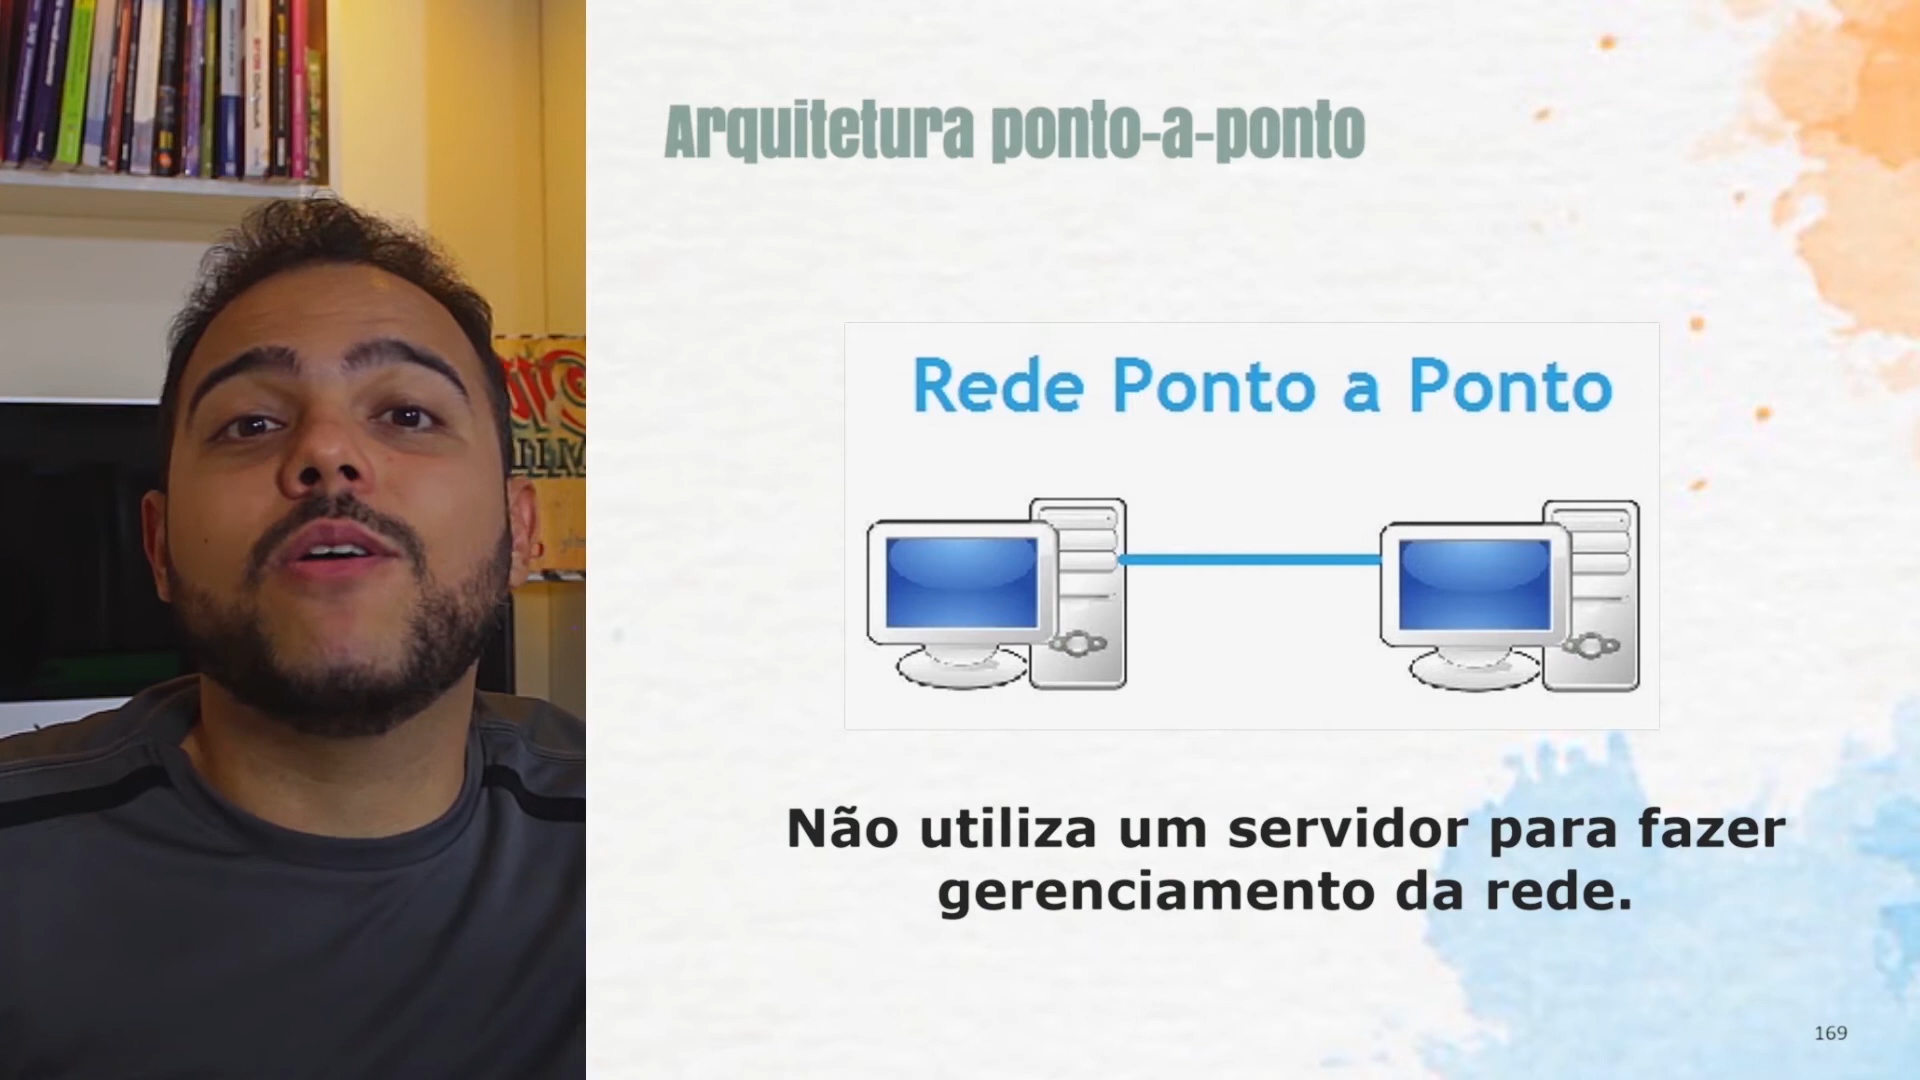 Arquitetura ponto-a-ponto
Rede Ponto a Ponto
Não utiliza um servidor para fazer
gerenciamento da rede.
169